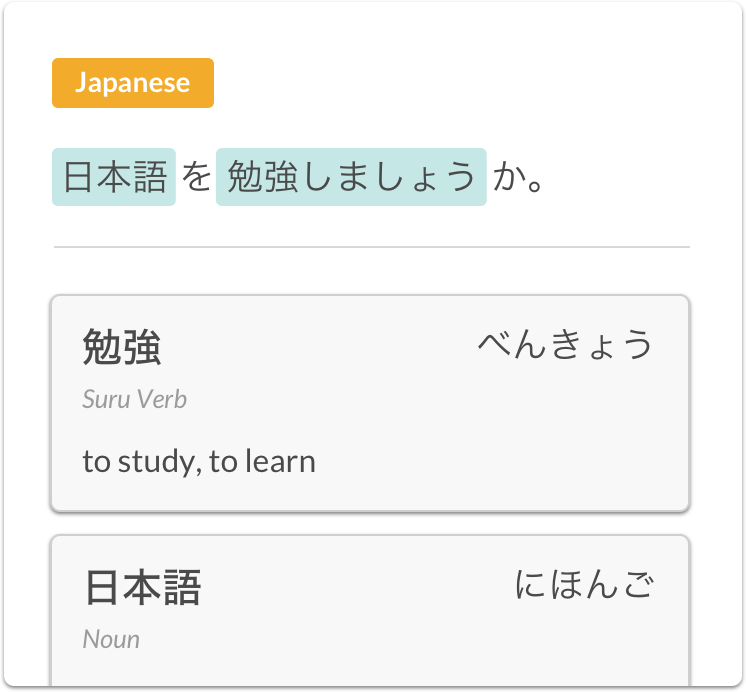 Japanese
日本語を勉強しましょうか。
勉強 べんきょう
Suru Verb
to study, to learn
日本語 にほんご
Noun